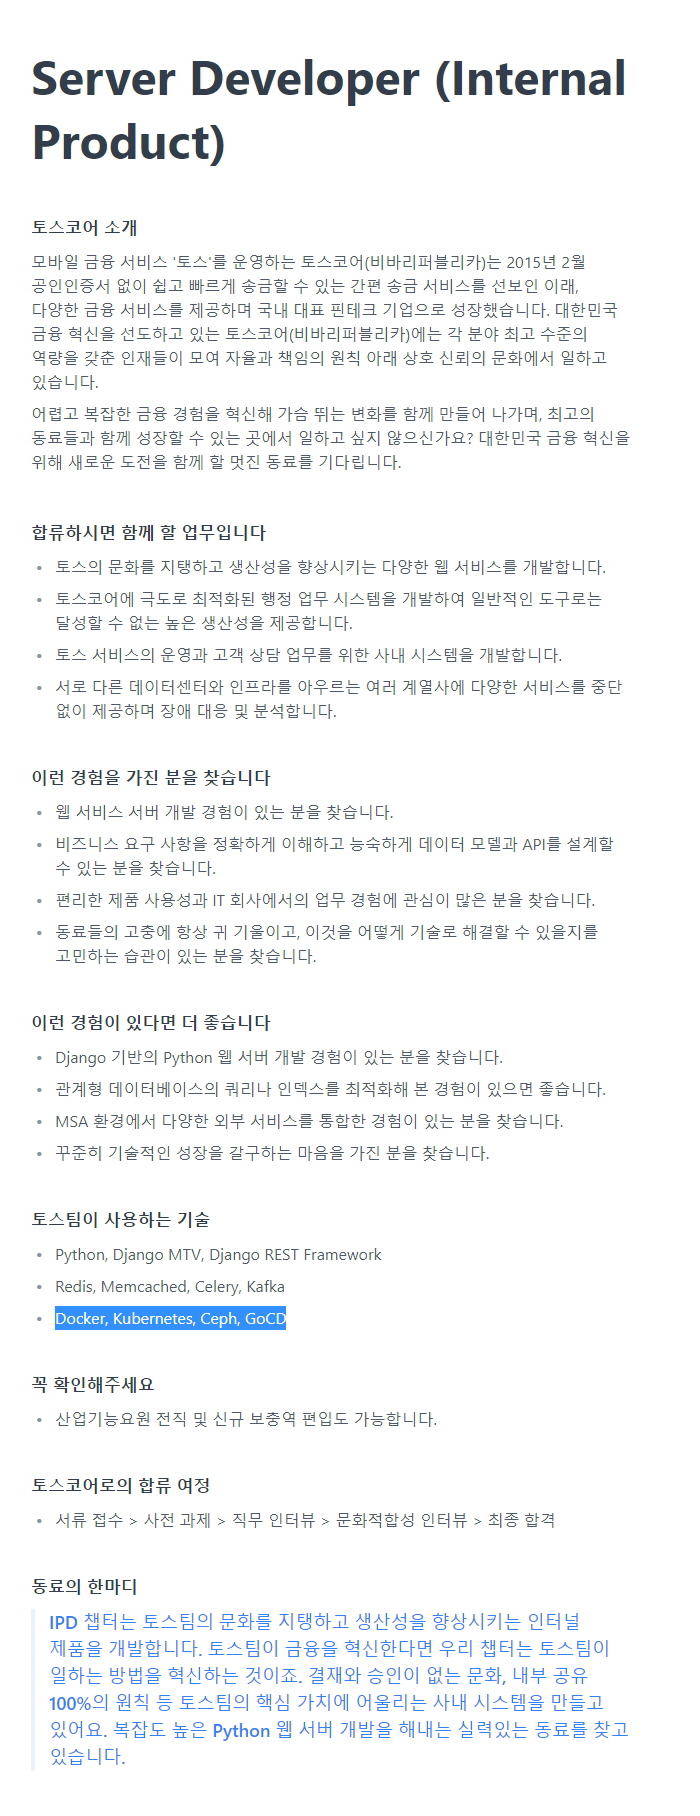 Server Developer (Internal
Product)
토스코어 소개
모바일 금융 서비스 '토스'를 운영하는 토스코어(비바리퍼블리카)는 2015년 2월
공인인증서 없이 쉽고 빠르게 송금할 수 있는 간편 송금 서비스를 선보인 이래,
다양한 금융 서비스를 제공하며 국내 대표 핀테크 기업으로 성장했습니다. 대한민국
금융 혁신을 선도하고 있는 토스코어(비바리퍼블리카)에는 각 분야 최고 수준의
역량을 갖춘 인재들이 모여 자율과 책임의 원칙 아래 상호 신뢰의 문화에서 일하고
있습니다.
어렵고 복잡한 금융 경험을 혁신해 가슴 뛰는 변화를 함께 만들어 나가며, 최고의
동료들과 함께 성장할 수 있는 곳에서 일하고 싶지 않으신가요? 대한민국 금융 혁신을
위해 새로운 도전을 함께 할 멋진 동료를 기다립니다.
합류하시면 함께 할 업무입니다
• 토스의 문화를 지탱하고 생산성을 향상시키는 다양한 웹 서비스를 개발합니다.
• 토스코어에 극도로 최적화된 행정 업무 시스템을 개발하여 일반적인 도구로는
달성할 수 없는 높은 생산성을 제공합니다.
• 토스 서비스의 운영과 고객 상담 업무를 위한 사내 시스템을 개발합니다.
• 서로 다른 데이터센터와 인프라를 아우르는 여러 계열사에 다양한 서비스를 중단
없이 제공하며 장애 대응 및 분석합니다.
이런 경험을 가진 분을 찾습니다
• 웹 서비스 서버 개발 경험이 있는 분을 찾습니다.
• 비즈니스 요구 사항을 정확하게 이해하고 능숙하게 데이터 모델과 API를 설계할
수 있는 분을 찾습니다.
• 편리한 제품 사용성과 IT 회사에서의 업무 경험에 관심이 많은 분을 찾습니다.
• 동료들의 고충에 항상 귀 기울이고, 이것을 어떻게 기술로 해결할 수 있을지를
고민하는 습관이 있는 분을 찾습니다.
이런 경험이 있다면 더 좋습니다
• Django 기반의 Python 웹 서버 개발 경험이 있는 분을 찾습니다.
• 관계형 데이터베이스의 쿼리나 인덱스를 최적화해 본 경험이 있으면 좋습니다.
• MSA 환경에서 다양한 외부 서비스를 통합한 경험이 있는 분을 찾습니다.
• 꾸준히 기술적인 성장을 갈구하는 마음을 가진 분을 찾습니다.
토스팀이 사용하는 기술
• Python, Django MTV, Django REST Framework
• Redis, Memcached, Celery, Kafka
• Docker, Kubernetes, Ceph, GoCD
꼭 확인해주세요
• 산업기능요원 전직 및 신규 보충역 편입도 가능합니다.
토스코어로의 합류 여정
• 서류 접수 > 사전 과제 > 직무 인터뷰 > 문화적합성 인터뷰 > 최종 합격
동료의 한마디
IPD 챕터는 토스팀의 문화를 지탱하고 생산성을 향상시키는 인터널
제품을 개발합니다. 토스팀이 금융을 혁신한다면 우리 챕터는 토스팀이
일하는 방법을 혁신하는 것이죠. 결재와 승인이 없는 문화, 내부 공유
100%의 원칙 등 토스팀의 핵심 가치에 어울리는 사내 시스템을 만들고
있어요. 복잡도 높은 Python 웹 서버 개발을 해내는 실력있는 동료를 찾고
있습니다.